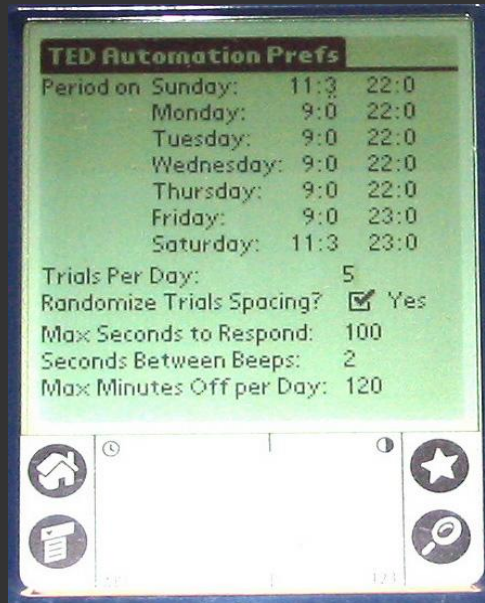 TED Automation Prefs
Period on Sunday: 11:3 22:0
Monday: 9:0 22:0
Tuesday: 9:0 22:0
Wednesday: 9:0 22:0
Thursday: 9:0 22:0
Friday: 9:0 23:0
Saturday: 11:3 23:0
Trials Per Day: 5
Randomize Trials Spacing? Yes
Max Seconds to Respond: 100
Seconds Between Beeps: 2
Max Minutes Off per Day: 120
123